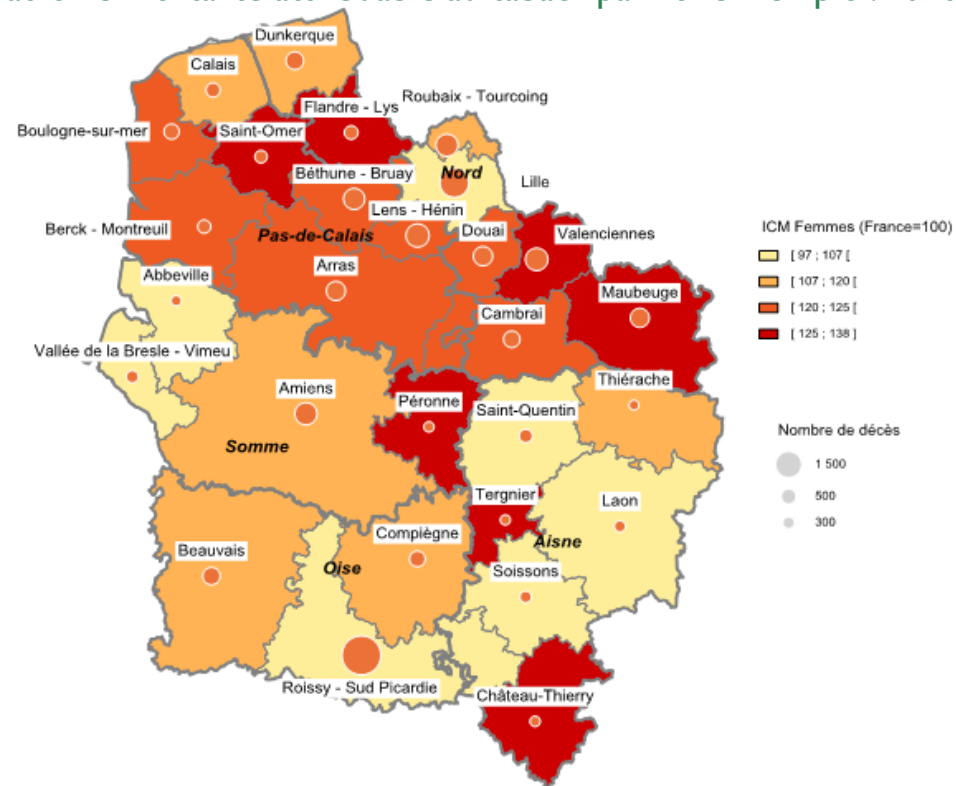 Dunkerque
Calais
Flandre - Lys
Roubaix - Tourcoing
Boulogne-sur-mer
Saint-Omer
Béthune - Bruay
Nord
Lille
Lens - Hénin
Berck - Montreuil
Pas-de-Calais
Douai
Valenciennes
Arras
Abbeville
Maubeuge
Cambrai
Vallée de la Bresle - Vimeu
Thiérache
Amiens
Péronne
Saint-Quentin
Somme
Tergnier
Laon
Compiègne
Aisne
Beauvais
Oise
Soissons
Roissy - Sud Picardie
Château-Thierry
ICM Femmes (France=100)
[ 97 ; 107 [
[ 107 ; 120 [
[ 120 ; 125 [
[ 125 ; 138 ]
Nombre de décès
1 500
500
300